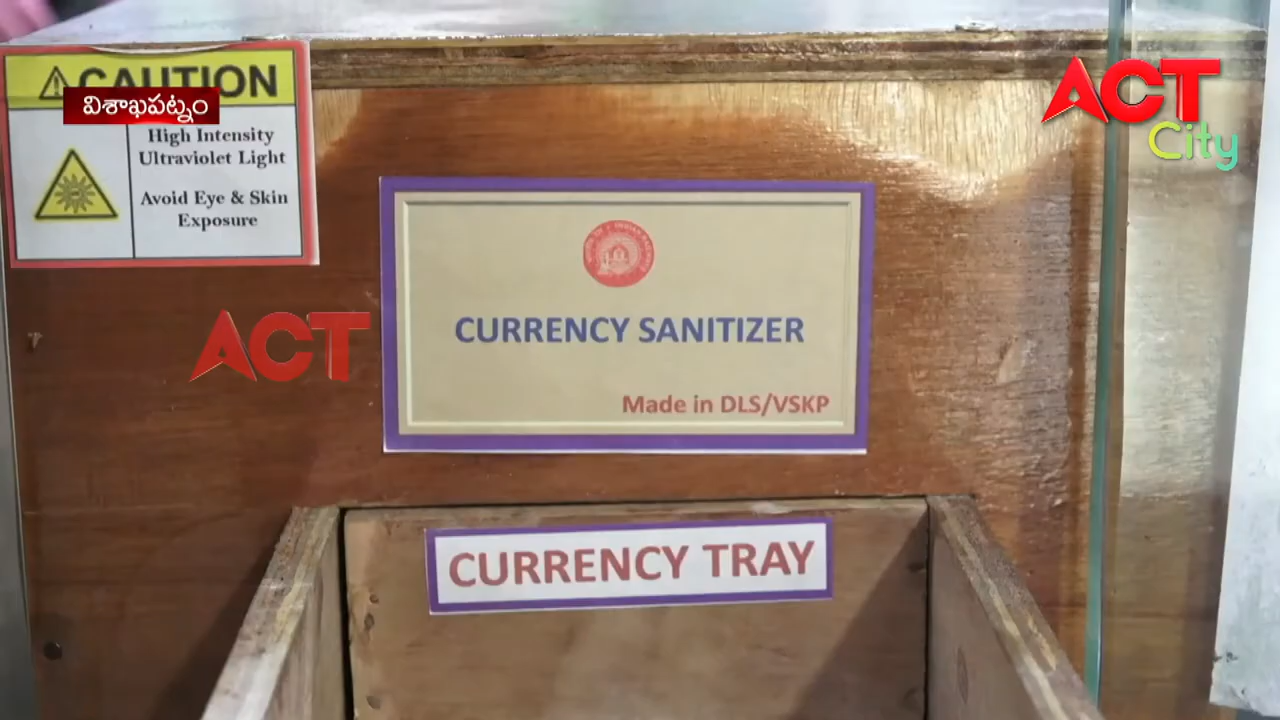 CAUTION
విశాఖపట్నం
High Intensity
Ultraviolet Light
Avoid Eye & Skin
Exposure
ACT
City
CURRENCY SANITIZER
Made in DLS/VSKP
ACT
CURRENCY TRAY